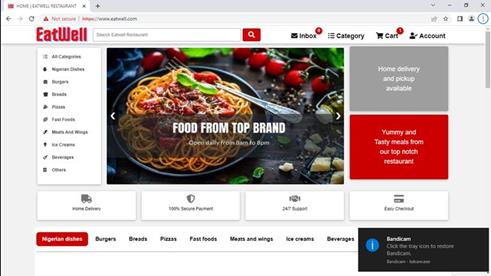 HOME | EATWELL RESTAURANT
Not secure | https://www.eatwell.com
EatWell
Search Eatwell Restaurant
Inbox 0
Category
Cart 1
Account
All Categories
Nigerian Dishes
Burgers
Breads
Pizzas
Fast Foods
Meats And Wings
Ice Creams
Beverages
Others
FOOD FROM TOP BRAND
Open daily from 8am to 8pm
Home delivery
and pickup
available
Yummy and
Tasty meals from
our top notch
restaurant
Home Delivery
100% Secure Payment
24/7 Support
Easy Checkout
Nigerian dishes
Burgers
Breads
Pizzas
Fast foods
Meats and wings
Ice creams
Beverages
Bandicam
Click the tray icon to restore
Bandicam.
Bandicam - bdcam.exe